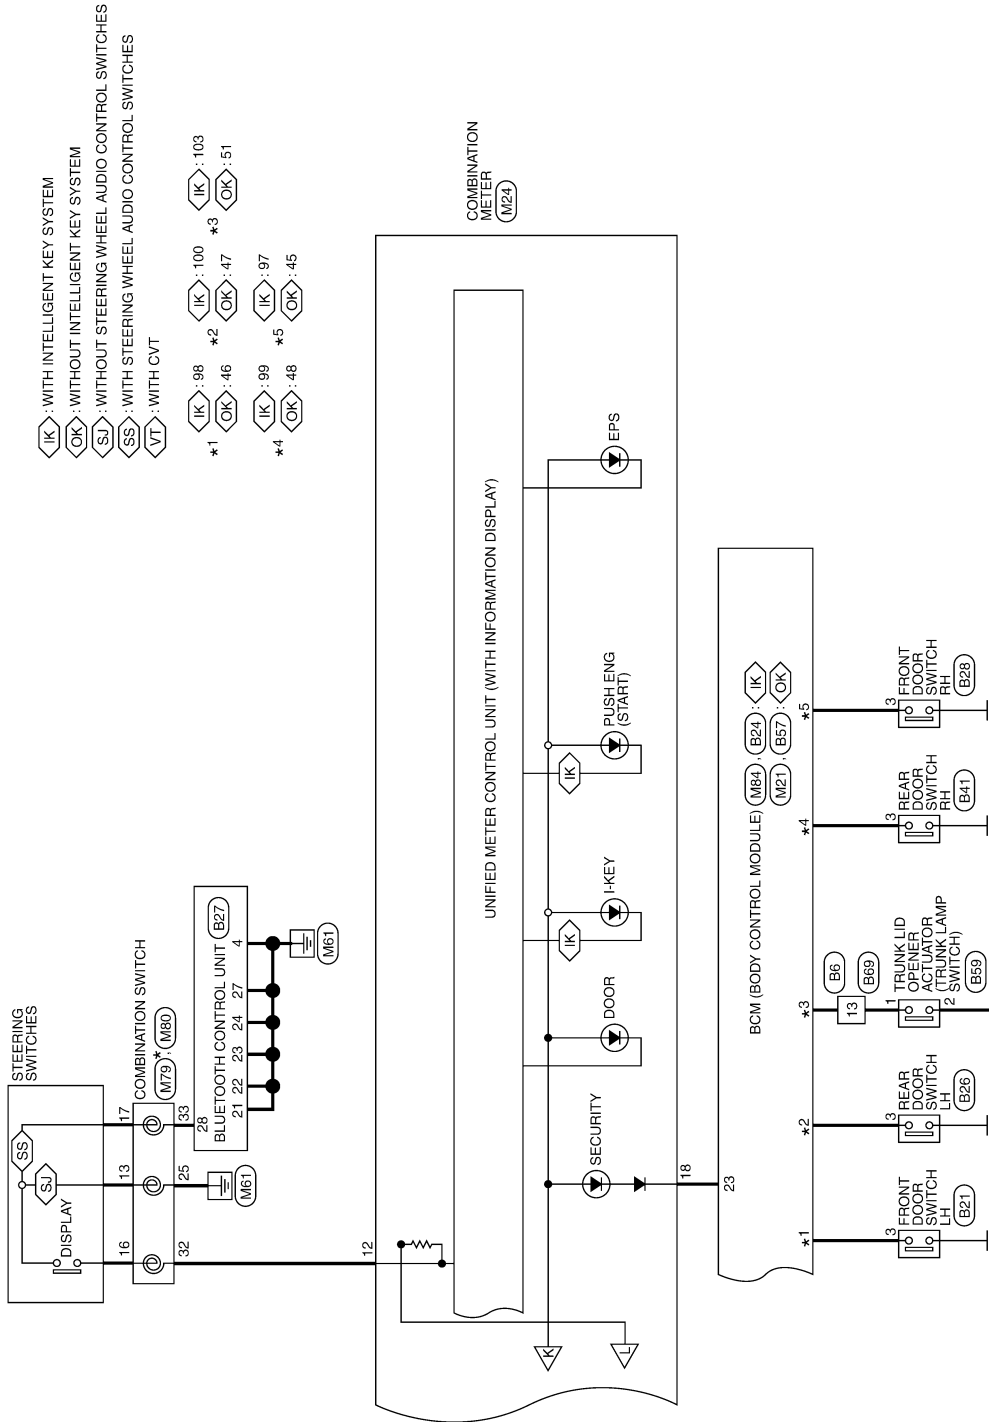 IK : WITH INTELLIGENT KEY SYSTEM
OK : WITHOUT INTELLIGENT KEY SYSTEM
SJ : WITHOUT STEERING WHEEL AUDIO CONTROL SWITCHES
SS : WITH STEERING WHEEL AUDIO CONTROL SWITCHES
VT : WITH CVT
*1 IK : 98
OK : 46
*2 IK : 100
OK : 47
*3 IK : 103
OK : 51
*4 IK : 99
OK : 48
*5 IK : 97
OK : 45
STEERING
SWITCHES
SS
SJ
DISPLAY
16
13
17
COMBINATION SWITCH
M79*, M80
32
25
33
M61
28
BLUETOOTH CONTROL UNIT
B27
21
22
23
24
27
4
M61
COMBINATION
METER
M24
12
UNIFIED METER CONTROL UNIT (WITH INFORMATION DISPLAY)
K
L
SECURITY
DOOR
IK
I-KEY
IK
PUSH ENG
(START)
EPS
18
23
BCM (BODY CONTROL MODULE)
M84, B24 : IK
M21, B57 : OK
*1
*2
*3
*4
*5
3
FRONT
DOOR
SWITCH
LH
B21
3
REAR
DOOR
SWITCH
LH
B26
B6
13
B69
1
2
TRUNK LID
OPENER
ACTUATOR
(TRUNK LAMP
SWITCH)
B59
3
REAR
DOOR
SWITCH
RH
B41
3
FRONT
DOOR
SWITCH
RH
B28